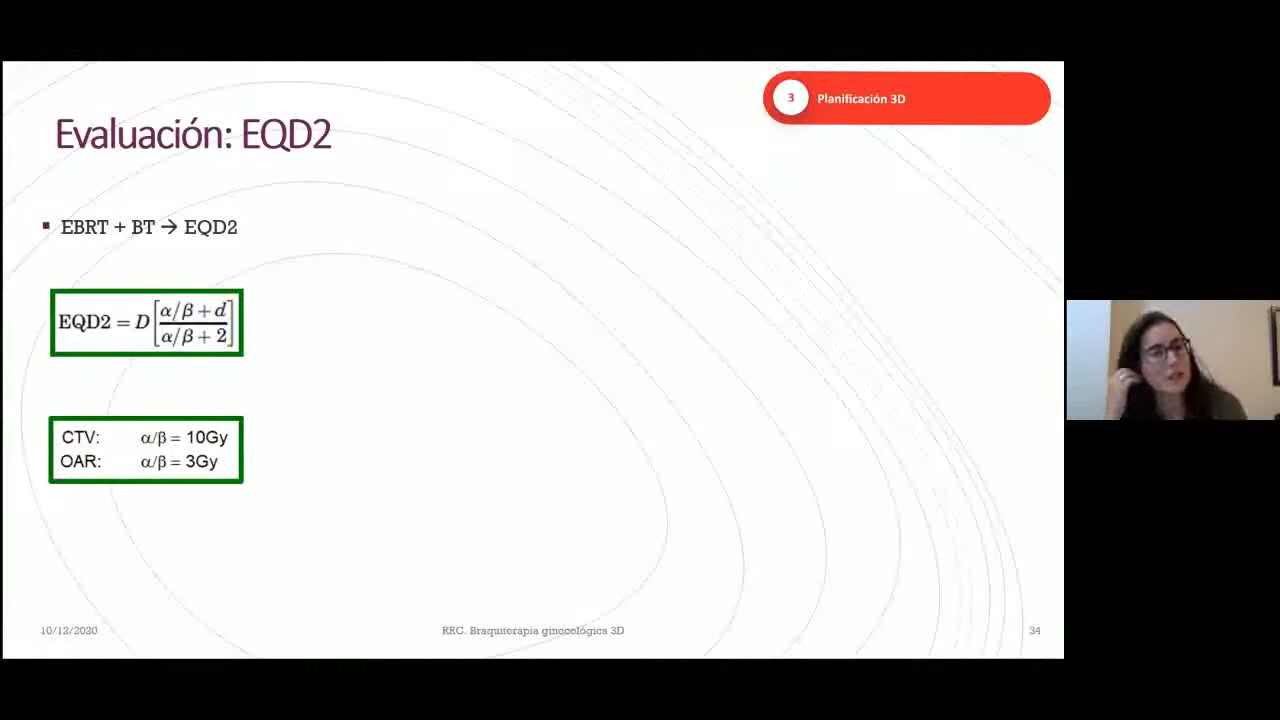 3 Planificación 3D
Evaluación: EQD2
▪ EBRT + BT → EQD2
EQD2 = D[α/β + d / α/β + 2]
CTV: α/β = 10Gy
OAR: α/β = 3Gy
10/12/2020 RRC. Braquiterapia ginecológica 3D 34